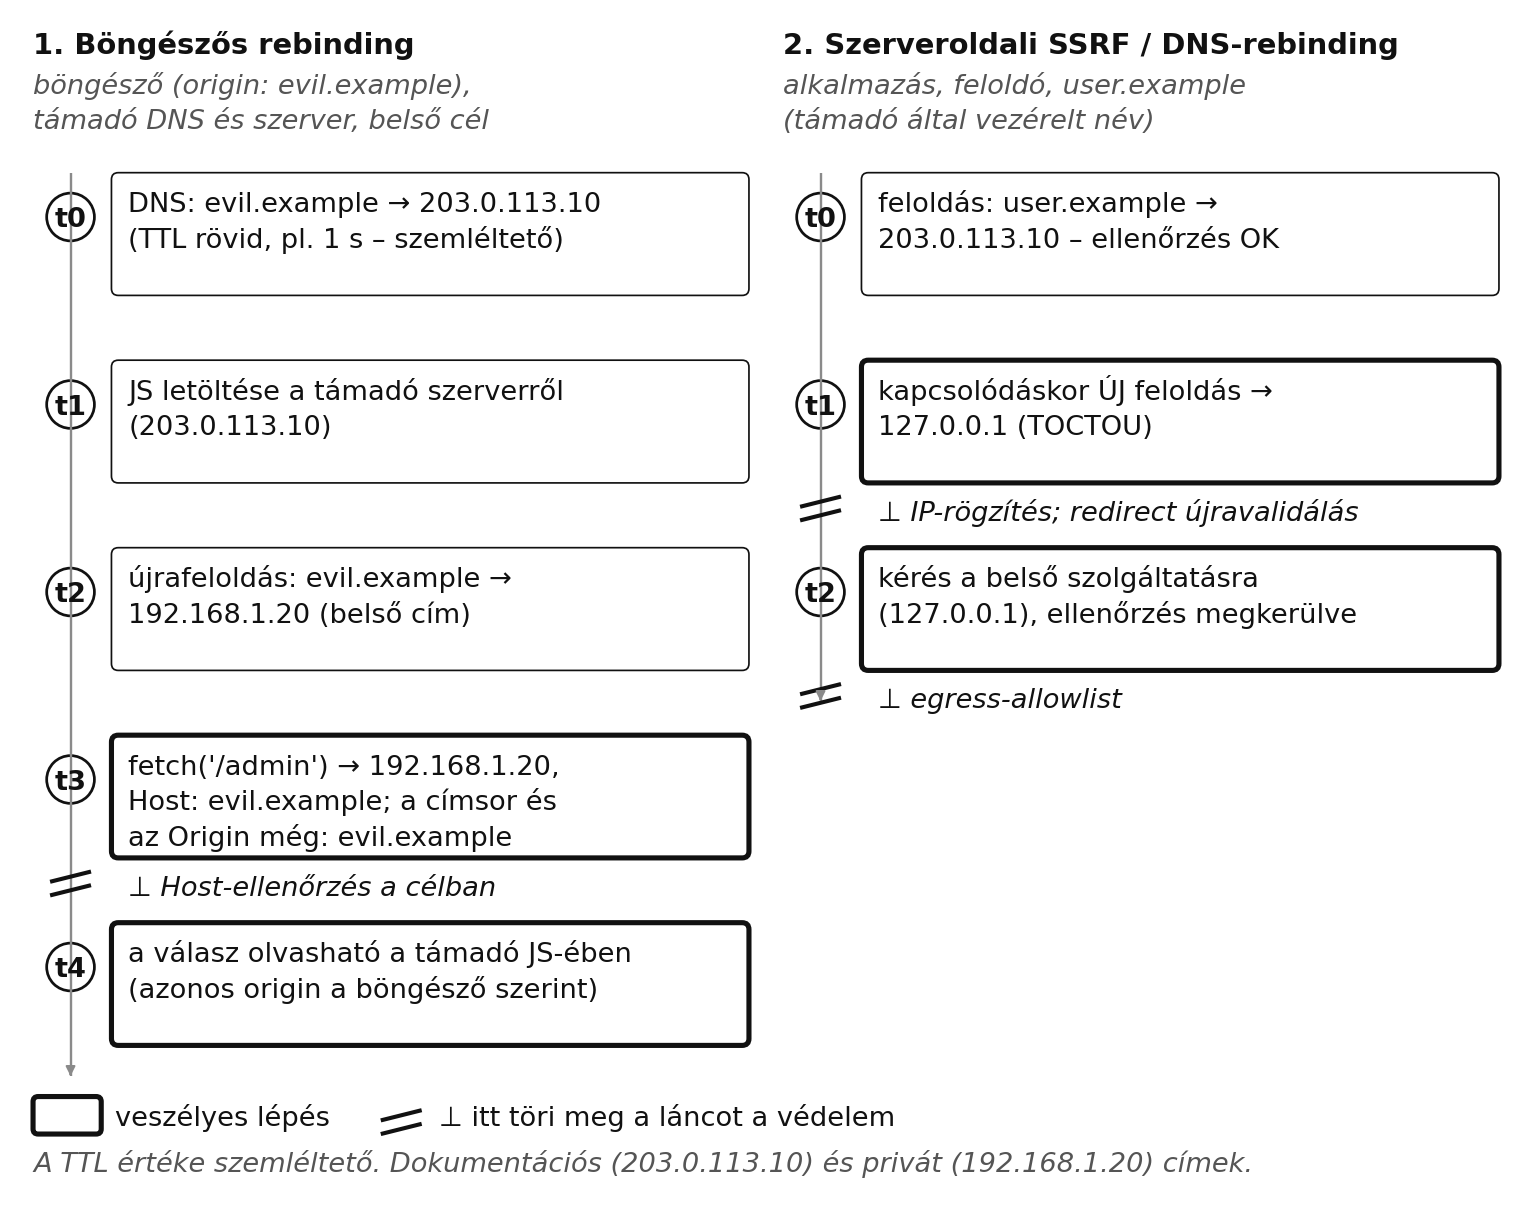 1. Böngészős rebinding
böngésző (origin: evil.example),
támadó DNS és szerver, belső cél
t0
DNS: evil.example → 203.0.113.10
(TTL rövid, pl. 1 s – szemléltető)
t1
JS letöltése a támadó szerverről
(203.0.113.10)
t2
újrafeloldás: evil.example →
192.168.1.20 (belső cím)
t3
fetch('/admin') → 192.168.1.20,
Host: evil.example; a címsor és
az Origin még: evil.example
⊥ Host-ellenőrzés a célban
t4
a válasz olvasható a támadó JS-ében
(azonos origin a böngésző szerint)
2. Szerveroldali SSRF / DNS-rebinding
alkalmazás, feloldó, user.example
(támadó által vezérelt név)
t0
feloldás: user.example →
203.0.113.10 – ellenőrzés OK
t1
kapcsolódáskor ÚJ feloldás →
127.0.0.1 (TOCTOU)
⊥ IP-rögzítés; redirect újravalidálás
t2
kérés a belső szolgáltatásra
(127.0.0.1), ellenőrzés megkerülve
⊥ egress-allowlist
veszélyes lépés
⊥ itt töri meg a láncot a védelem
A TTL értéke szemléltető. Dokumentációs (203.0.113.10) és privát (192.168.1.20) címek.